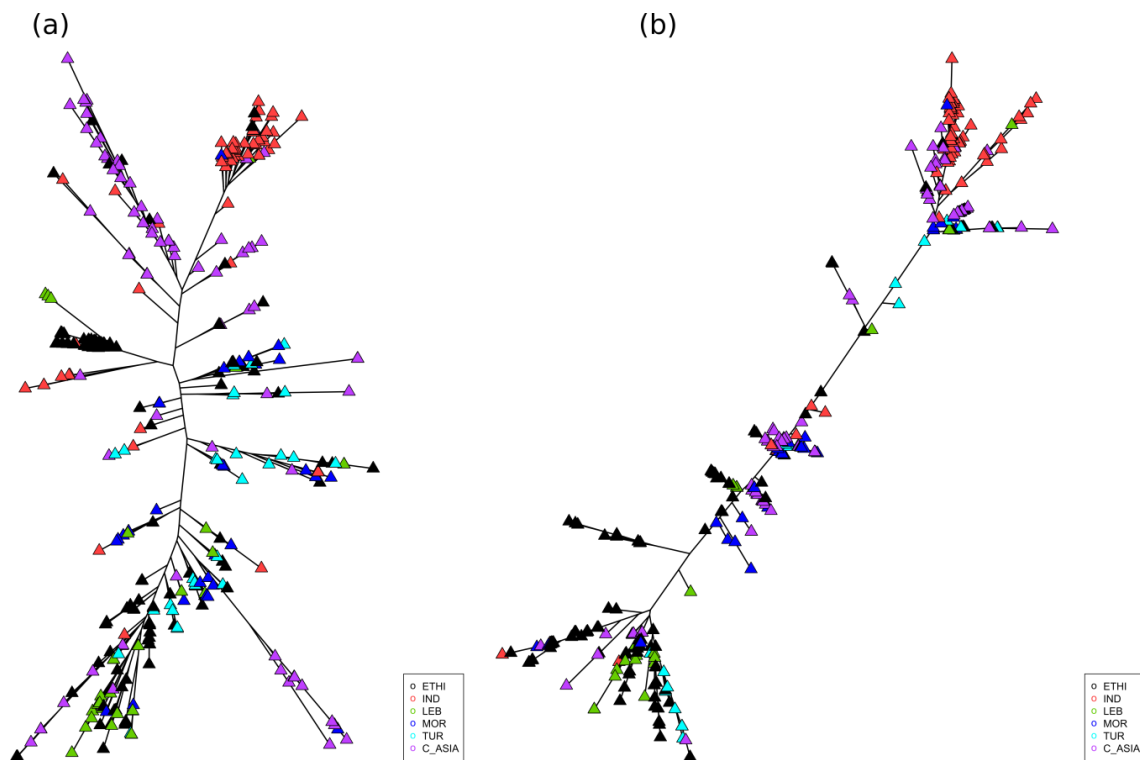 (a)
(b)
ETHI
IND
LEB
MOR
TUR
C_ASIA
ETHI
IND
LEB
MOR
TUR
C_ASIA